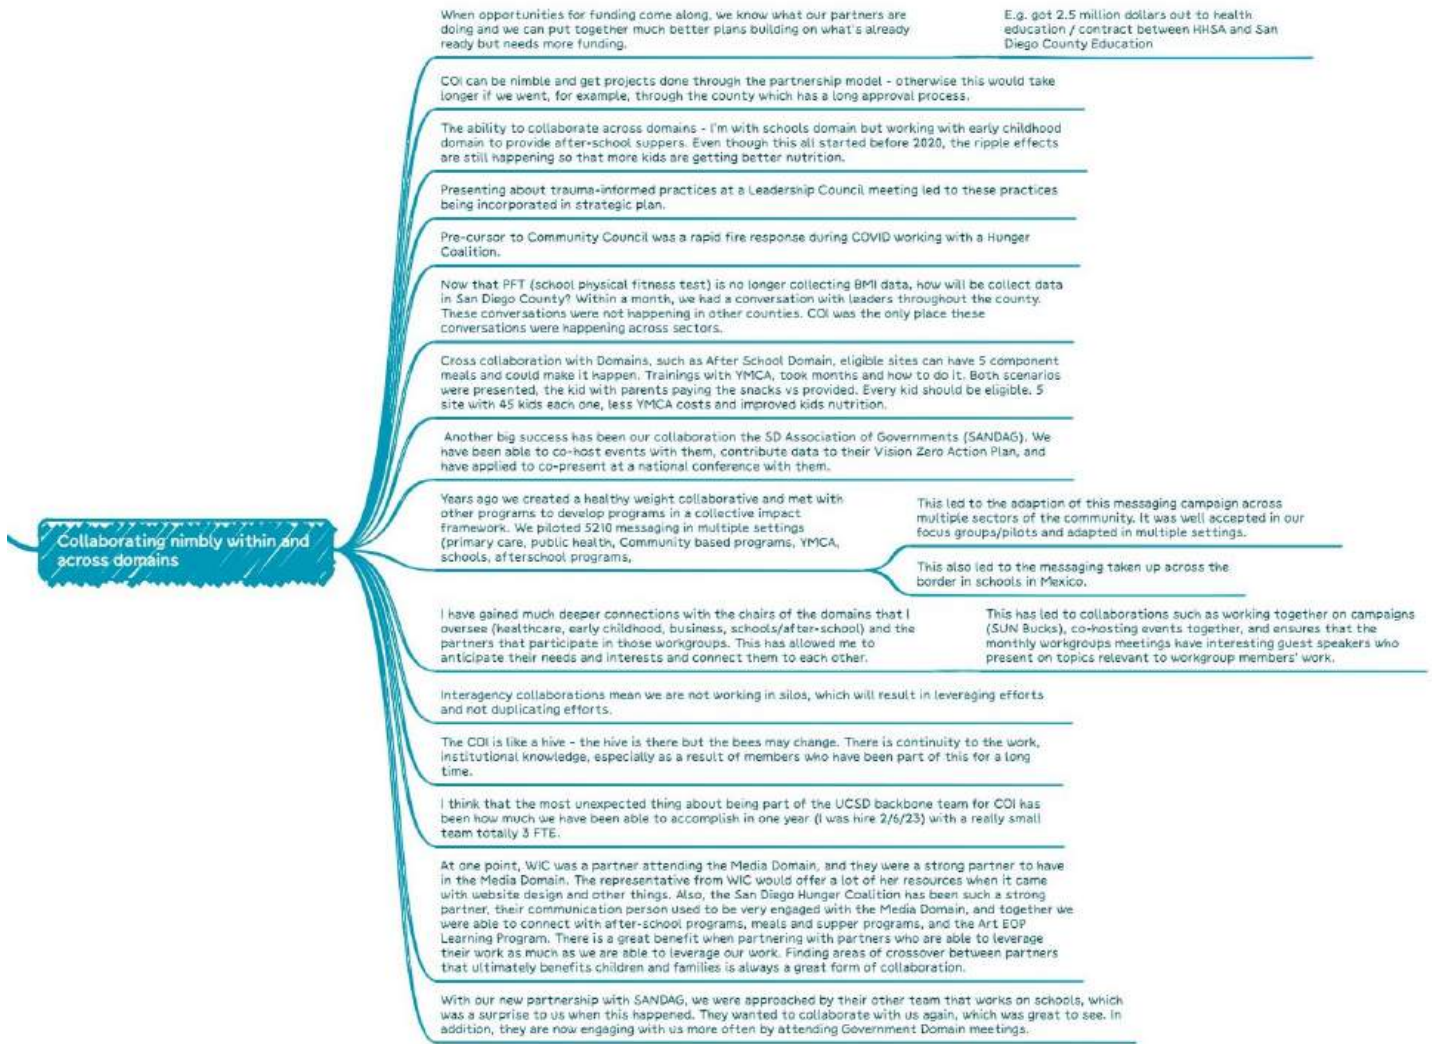 When opportunities for funding come along, we know what our partners are
doing and we can put together much better plans building on what's already
ready but needs more funding.
E.g. got 2.5 million dollars out to health
education / contract between HHSA and San
Diego County Education
COI can be nimble and get projects done through the partnership model - otherwise this would take
longer if we went, for example, through the county which has a long approval process.
The ability to collaborate across domains - I'm with schools domain but working with early childhood
domain to provide after-school suppers. Even though this all started before 2020, the ripple effects
are still happening so that more kids are getting better nutrition.
Presenting about trauma-informed practices at a Leadership Council meeting led to these practices
being incorporated in strategic plan.
Pre-cursor to Community Council was a rapid fire response during COVID working with a Hunger
Coalition.
Now that PFT (school physical fitness test) is no longer collecting BMI data, how will be collect data
in San Diego County? Within a month, we had a conversation with leaders throughout the county.
These conversations were not happening in other counties. COI was the only place these
conversations were happening across sectors.
Cross collaboration with Domains, such as After School Domain, eligible sites can have 5 component
meals and could make it happen. Trainings with YMCA, took months and how to do it. Both scenarios
were presented, the kid with parents paying the snacks vs provided. Every kid should be eligible. 5
site with 45 kids each one, less YMCA costs and improved kids nutrition.
Another big success has been our collaboration the SD Association of Governments (SANDAG). We
have been able to co-host events with them, contribute data to their Vision Zero Action Plan, and
have applied to co-present at a national conference with them.
Years ago we created a healthy weight collaborative and met with
other programs to develop programs in a collective impact
framework. We piloted 5210 messaging in multiple settings
(primary care, public health, Community based programs, YMCA,
schools, afterschool programs,
This led to the adaption of this messaging campaign across
multiple sectors of the community. It was well accepted in our
focus groups/pilots and adapted in multiple settings.
This also led to the messaging taken up across the
border in schools in Mexico.
Collaborating nimbly within and
across domains
I have gained much deeper connections with the chairs of the domains that I
oversee (healthcare, early childhood, business, schools/after-school) and the
partners that participate in those workgroups. This has allowed me to
anticipate their needs and interests and connect them to each other.
This has led to collaborations such as working together on campaigns
(SUN Bucks), co-hosting events together, and ensures that the
monthly workgroups meetings have interesting guest speakers who
present on topics relevant to workgroup members' work.
Interagency collaborations mean we are not working in silos, which will result in leveraging efforts
and not duplicating efforts.
The COI is like a hive - the hive is there but the bees may change. There is continuity to the work,
institutional knowledge, especially as a result of members who have been part of this for a long
time.
I think that the most unexpected thing about being part of the UCSD backbone team for COI has
been how much we have been able to accomplish in one year (I was hire 2/6/23) with a really small
team totally 3 FTE.
At one point, WIC was a partner attending the Media Domain, and they were a strong partner to have
in the Media Domain. The representative from WIC would offer a lot of her resources when it came
with website design and other things. Also, the San Diego Hunger Coalition has been such a strong
partner, their communication person used to be very engaged with the Media Domain, and together we
were able to connect with after-school programs, meals and supper programs, and the Art EOP
Learning Program. There is a great benefit when partnering with partners who are able to leverage
their work as much as we are able to leverage our work. Finding areas of crossover between partners
that ultimately benefits children and families is always a great form of collaboration.
With our new partnership with SANDAG, we were approached by their other team that works on schools, which
was a surprise to us when this happened. They wanted to collaborate with us again, which was great to see. In
addition, they are now engaging with us more often by attending Government Domain meetings.